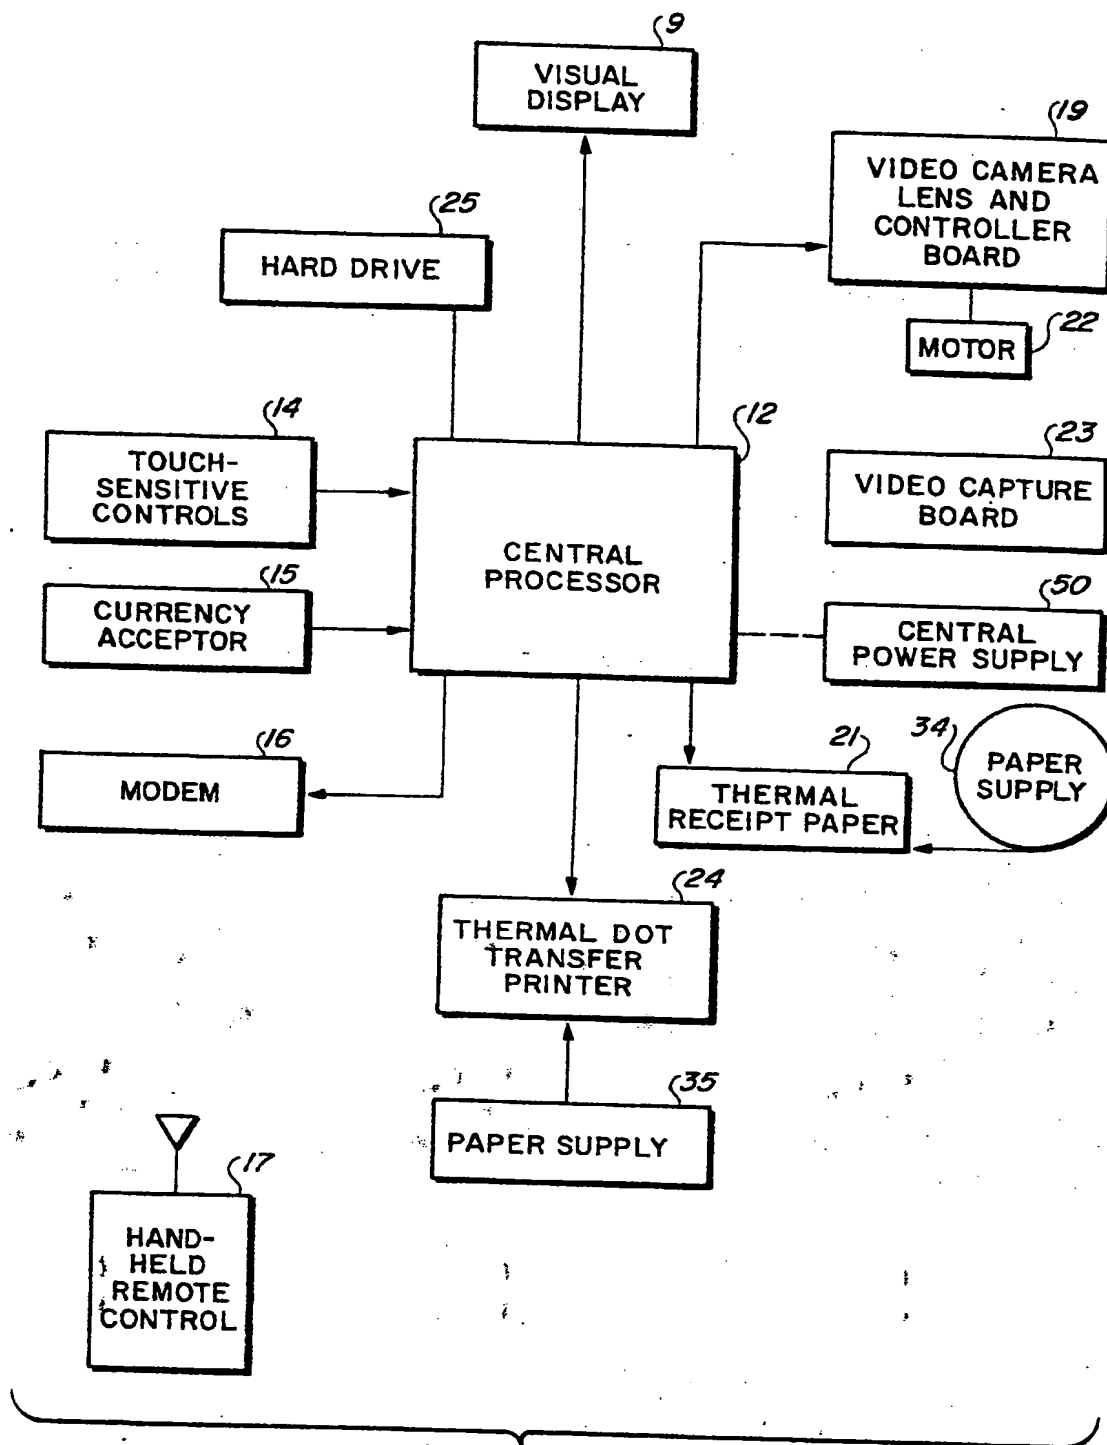 9
VISUAL
DISPLAY
19
VIDEO CAMERA
LENS AND
CONTROLLER
BOARD
25
HARD DRIVE
MOTOR
22
14
TOUCH-
SENSITIVE
CONTROLS
12
CENTRAL
PROCESSOR
23
VIDEO CAPTURE
BOARD
15
CURRENCY
ACCEPTOR
50
CENTRAL
POWER SUPPLY
16
MODEM
21
THERMAL
RECEIPT PAPER
34
PAPER
SUPPLY
24
THERMAL DOT
TRANSFER
PRINTER
35
PAPER SUPPLY
17
HAND-
HELD
REMOTE
CONTROL